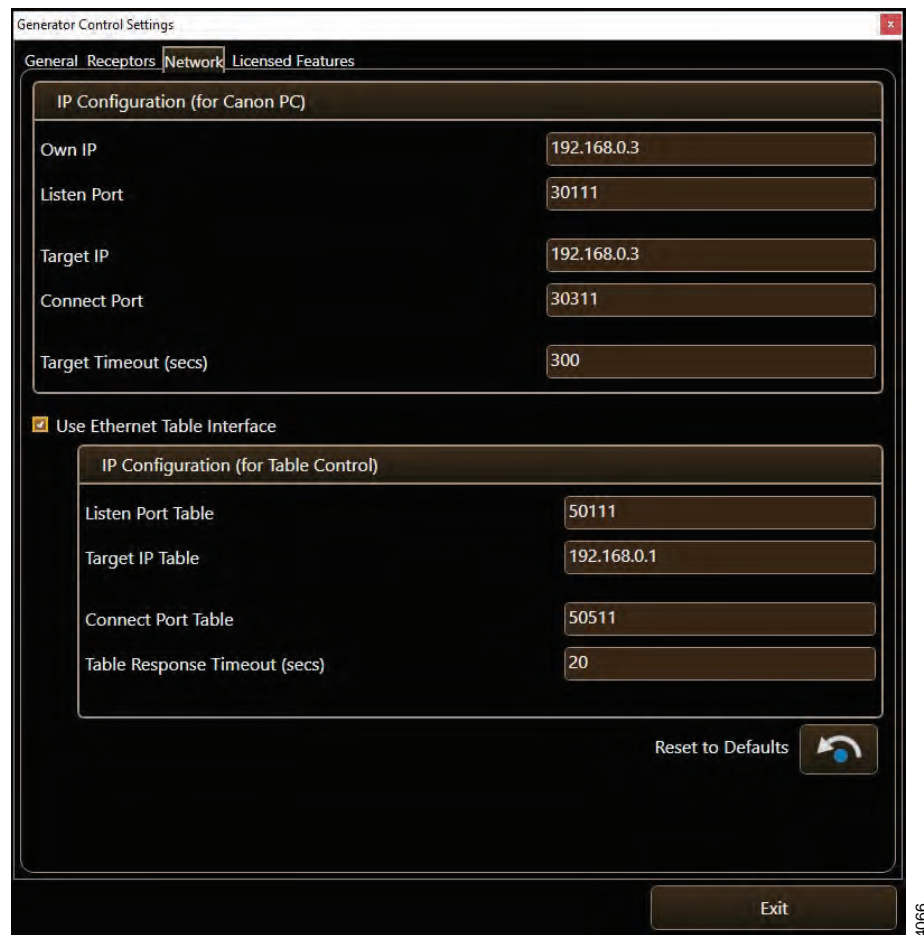 Generator Control Settings
x
General Receptors Network Licensed Features
IP Configuration (for Canon PC)
Own IP 192.168.0.3
Listen Port 30111
Target IP 192.168.0.3
Connect Port 30311
Target Timeout (secs) 300
Use Ethernet Table Interface
IP Configuration (for Table Control)
Listen Port Table 50111
Target IP Table 192.168.0.1
Connect Port Table 50511
Table Response Timeout (secs) 20
Reset to Defaults
Exit